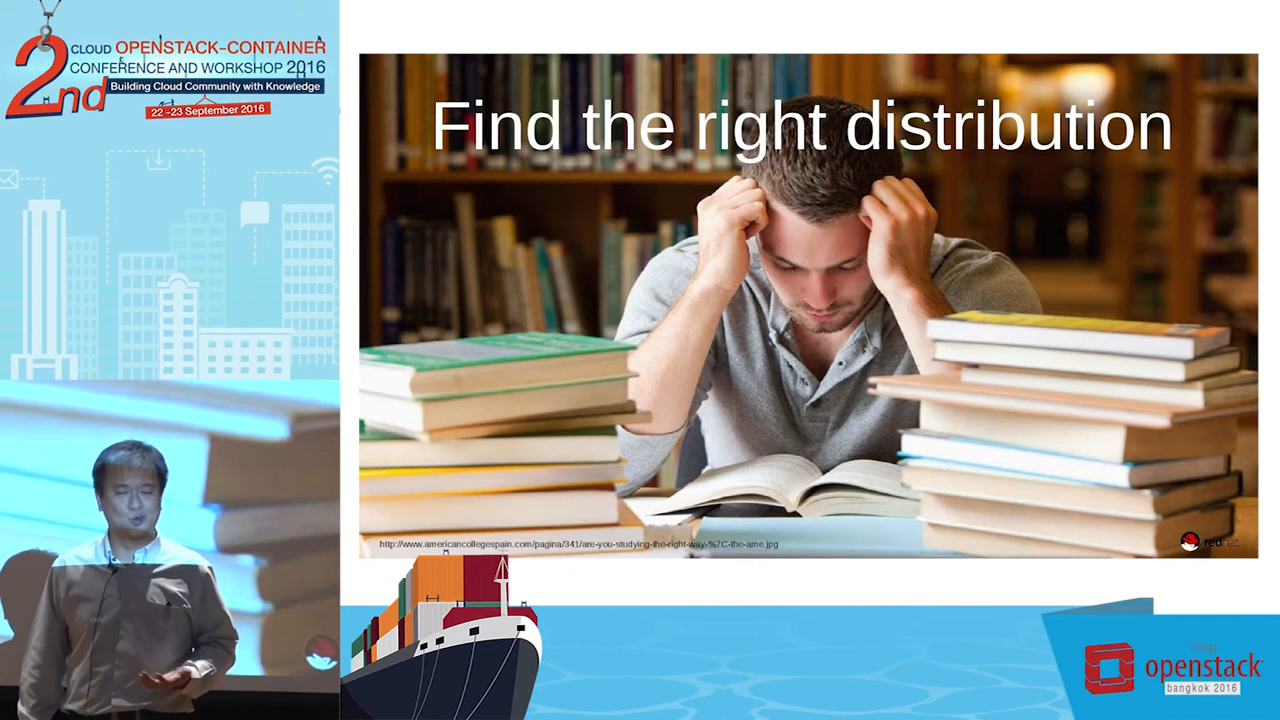 2nd
CLOUD OPENSTACK-CONTAINER
CONFERENCE AND WORKSHOP 2016
Building Cloud Community with Knowledge
22 -23 September 2016
Find the right distribution
http://www.americancollegespain.com/pagina/341/are-you-studying-the-right-way-%7C-the-ame.jpg
redhat
Thai
openstack
bangkok 2016